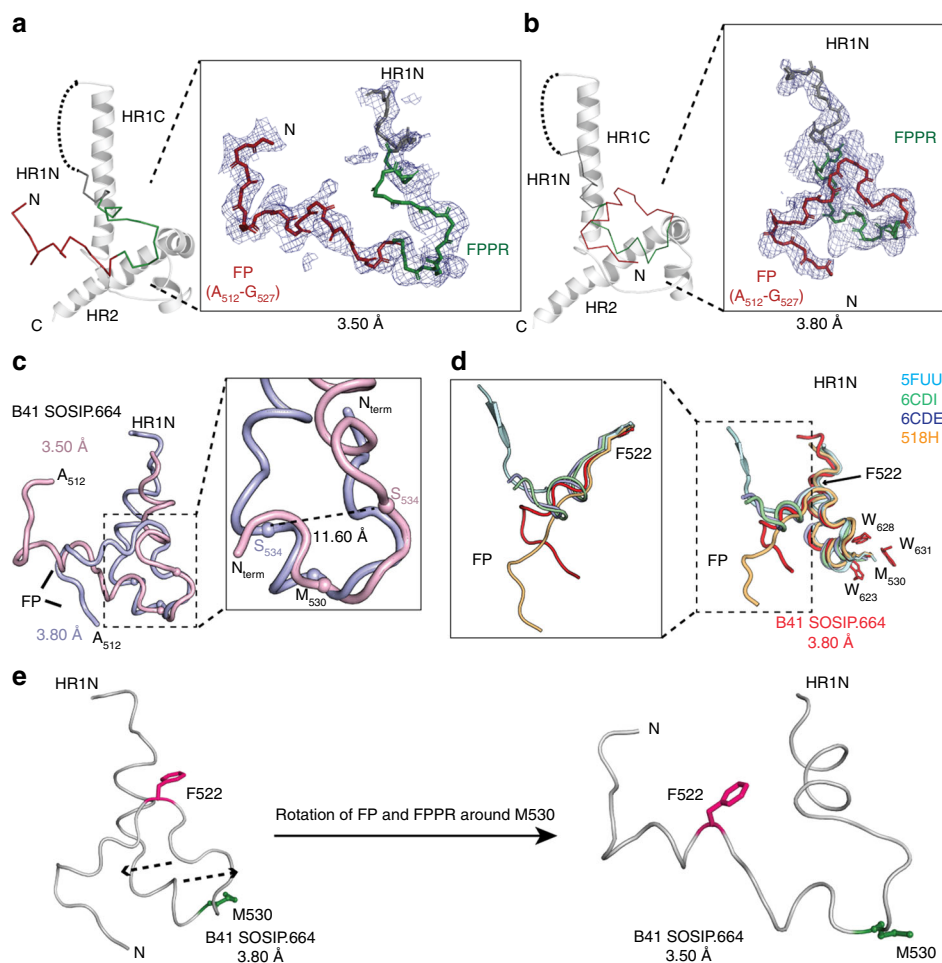 a
HR1C
HR1N
N
C
HR2
HR1N
N
FPPR
FP
(A512-G527)
3.50 Å
b
HR1C
HR1N
N
C
HR2
HR1N
FPPR
FP
(A512-G527)
N
3.80 Å
c
B41 SOSIP.664
HR1N
3.50 Å
A512
FP
3.80 Å
A512
Nterm
S534
S534
11.60 Å
Nterm
M530
d
F522
FP
HR1N
5FUU
6CDI
6CDE
518H
F522
W628
W631
M530
W623
FP
B41 SOSIP.664
3.80 Å
e
HR1N
F522
M530
N
B41 SOSIP.664
3.80 Å
Rotation of FP and FPPR around M530
HR1N
N
F522
M530
B41 SOSIP.664
3.50 Å